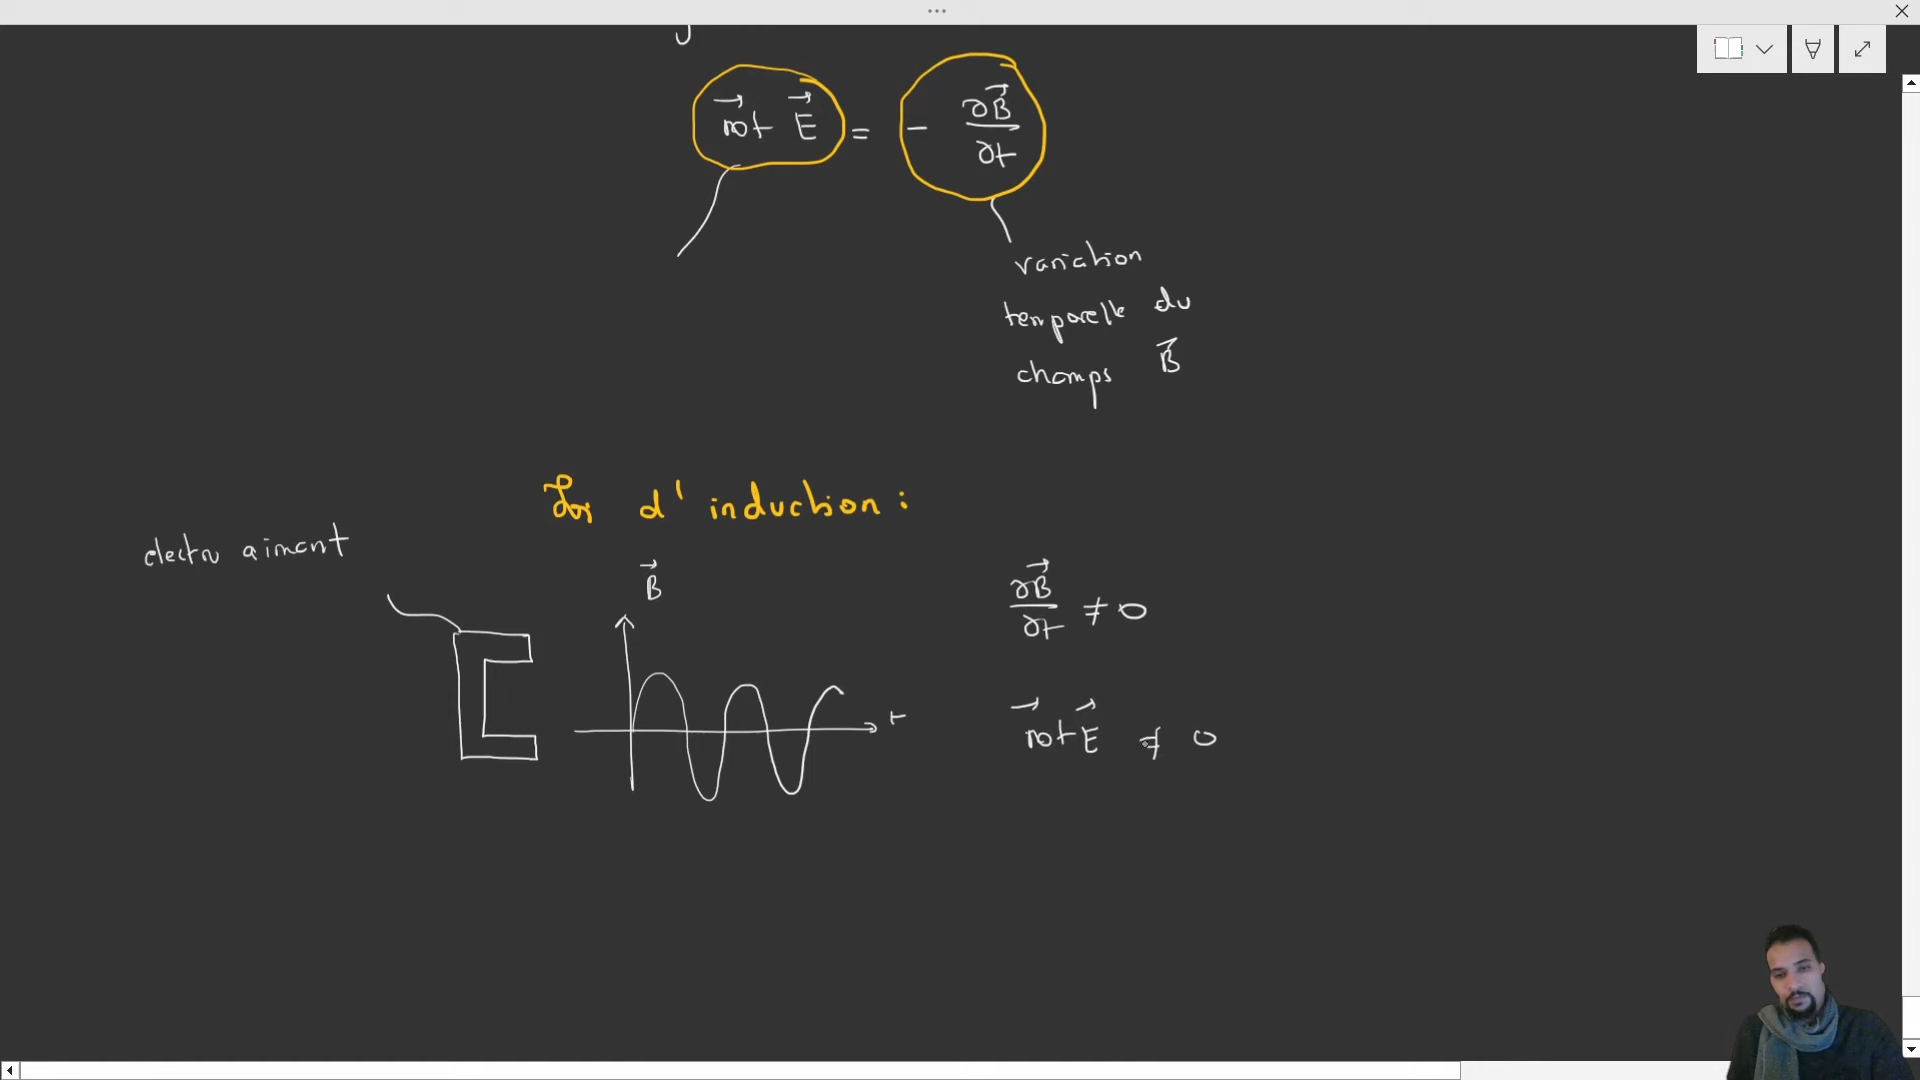 rot E = - ∂B/∂t
variation
temporelle du
champs B
Loi d'induction :
electro aimant
B
∂B/∂t ≠ 0
t
rot E ≠ 0